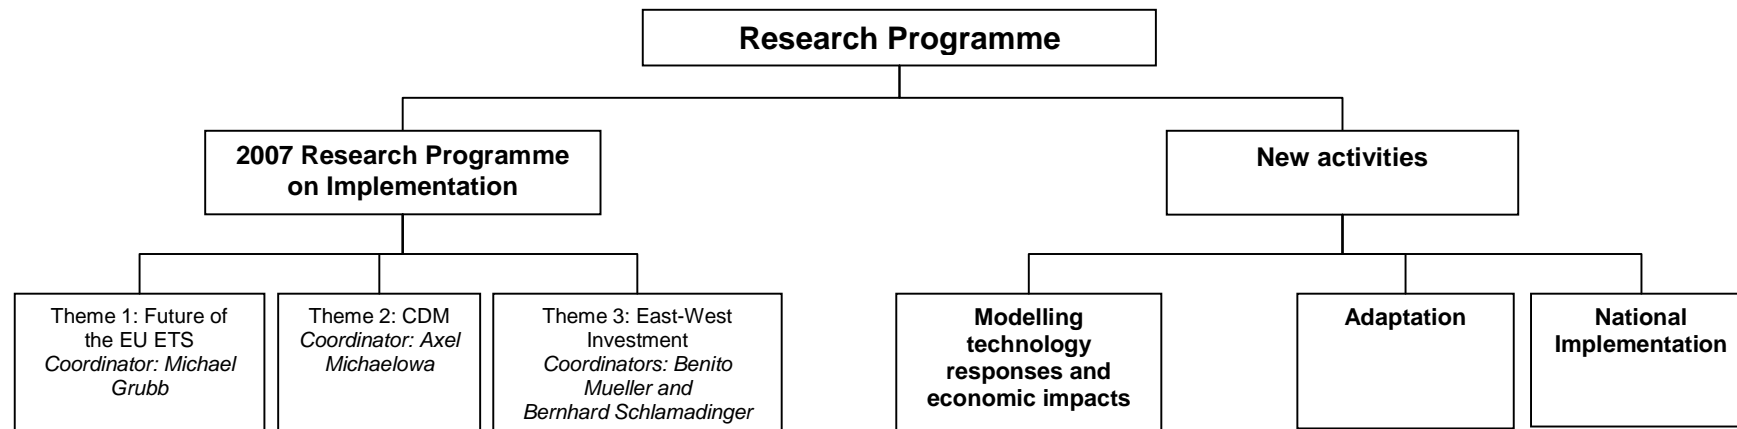 Research Programme
2007 Research Programme
on Implementation
New activities
Theme 1: Future of
the EU ETS
Coordinator: Michael
Grubb
Theme 2: CDM
Coordinator: Axel
Michaelowa
Theme 3: East-West
Investment
Coordinators: Benito
Mueller and
Bernhard Schlamadinger
Modelling
technology
responses and
economic impacts
Adaptation
National
Implementation